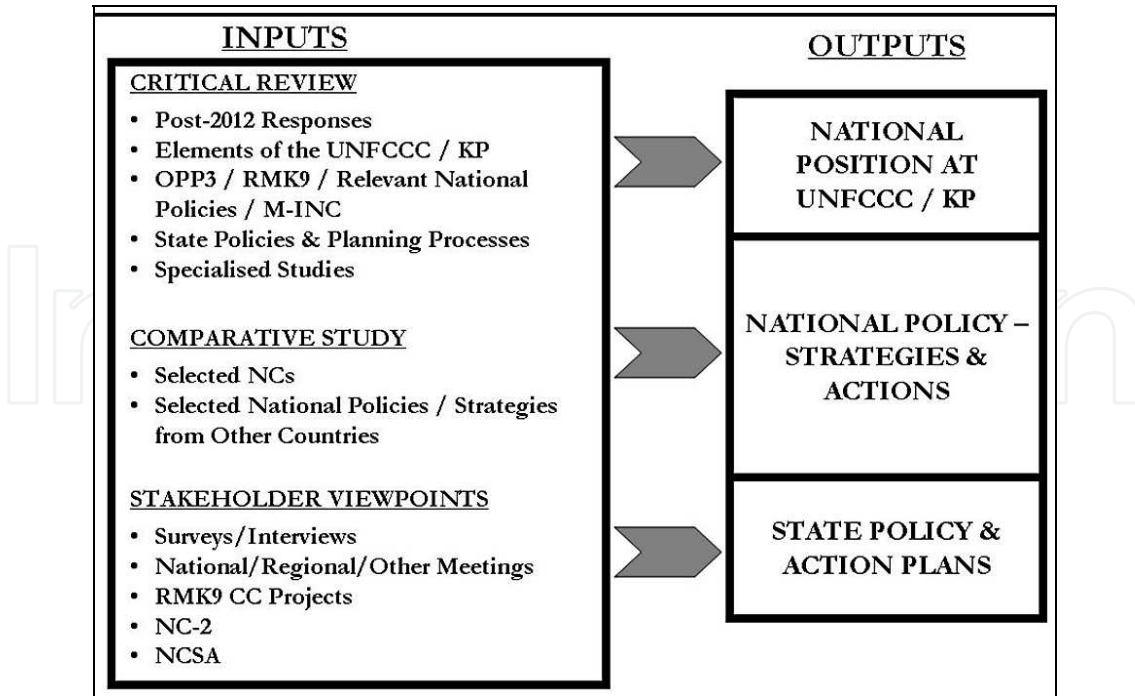 INPUTS
CRITICAL REVIEW
• Post-2012 Responses
• Elements of the UNFCCC / KP
• OPP3 / RMK9 / Relevant National
Policies / M-INC
• State Policies & Planning Processes
• Specialised Studies
COMPARATIVE STUDY
• Selected NCs
• Selected National Policies / Strategies
from Other Countries
STAKEHOLDER VIEWPOINTS
• Surveys/Interviews
• National/Regional/Other Meetings
• RMK9 CC Projects
• NC-2
• NCSA
OUTPUTS
NATIONAL
POSITION AT
UNFCCC / KP
NATIONAL POLICY –
STRATEGIES &
ACTIONS
STATE POLICY &
ACTION PLANS